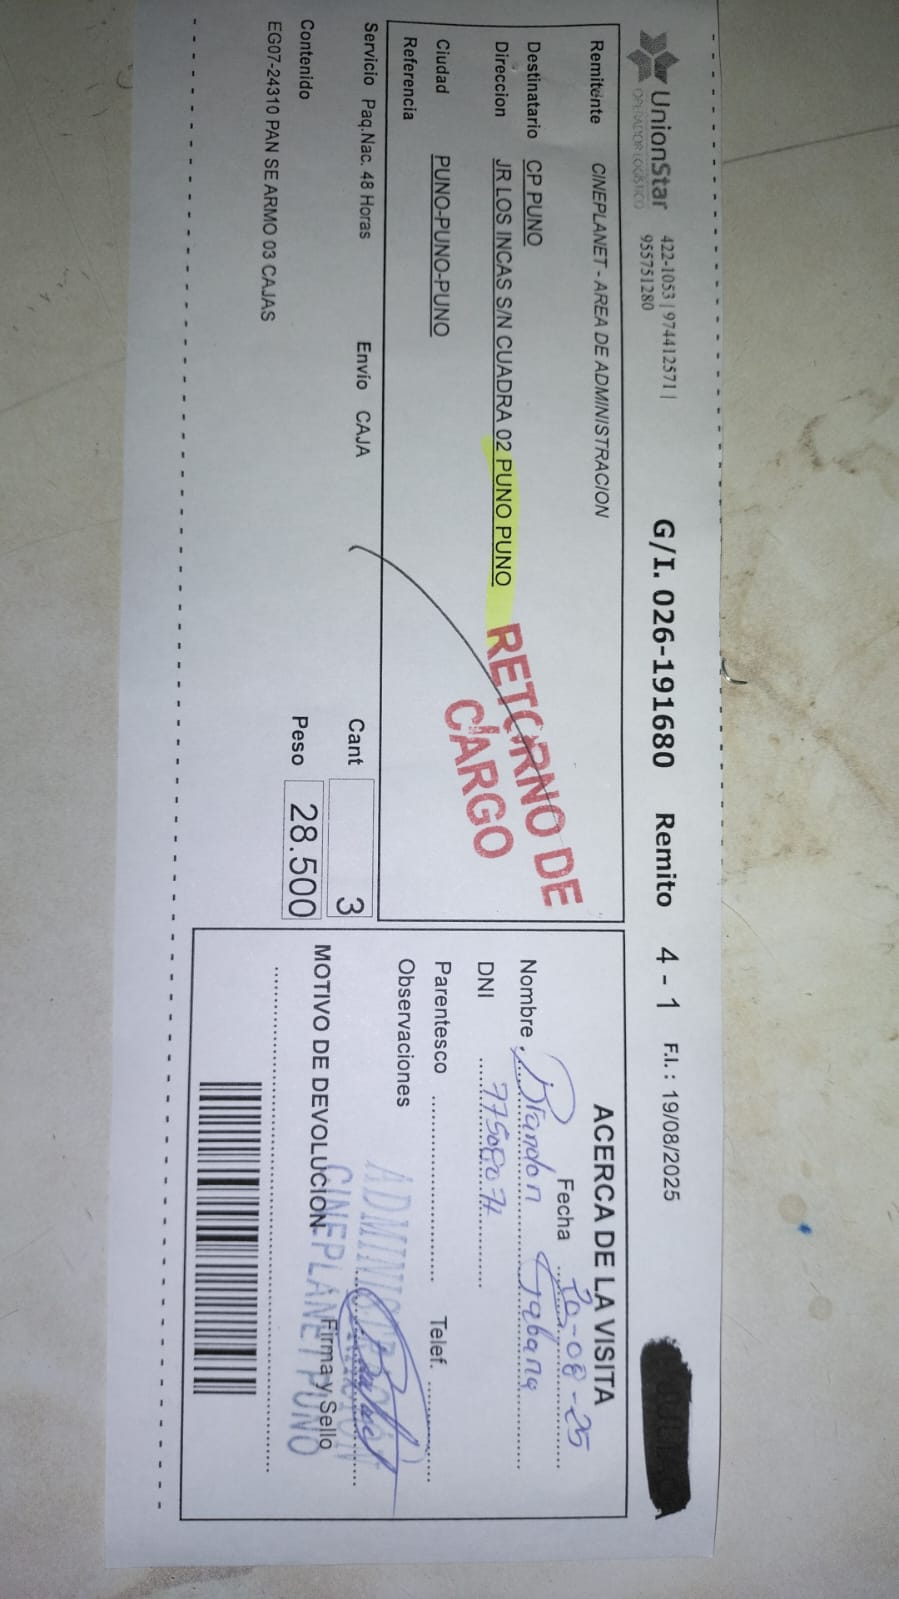 UnionStar
OPERADOR LOGÍSTICO
422-1053 | 974412571 |
955751280
G/I. 026-191680 Remito 4 - 1 F.I.: 19/08/2025
Remitente CINEPLANET - AREA DE ADMINISTRACION
Destinatario CP PUNO
Direccion JR LOS INCAS S/N CUADRA 02 PUNO PUNO
Ciudad PUNO-PUNO-PUNO
Referencia
RETORNO DE
CARGO
Servicio Paq.Nac. 48 Horas Envío CAJA Cant 3
Contenido Peso 28.500
EG07-24310 PAN SE ARMO 03 CAJAS
ACERCA DE LA VISITA
Fecha 20-08-25
Nombre Brandon
DNI 77508071
Parentesco Telef.
Observaciones
ADMINISTRACION
CINEPLANET PUNO
Firma y Sello
MOTIVO DE DEVOLUCION